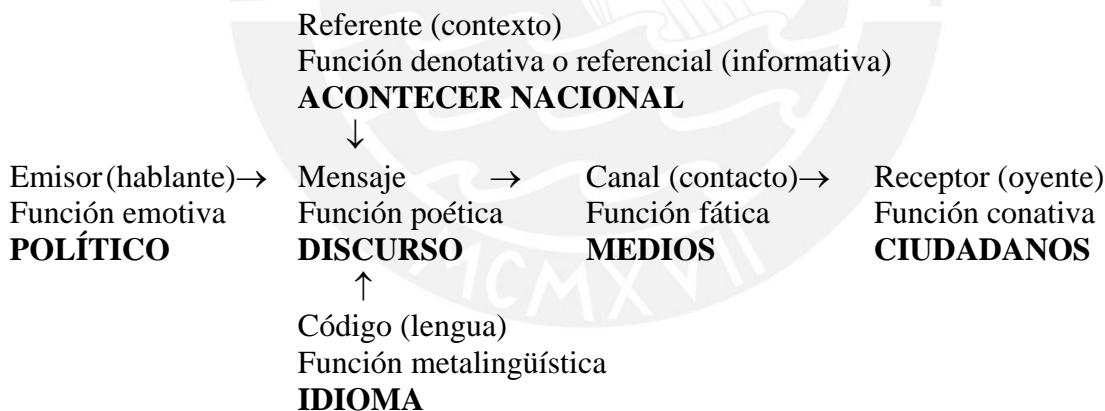 Referente (contexto)
Función denotativa o referencial (informativa)
ACONTECER NACIONAL
↓
Emisor (hablante)→ Mensaje → Canal (contacto)→ Receptor (oyente)
Función emotiva Función poética Función fática Función conativa
POLÍTICO DISCURSO MEDIOS CIUDADANOS
↑
MCMXVII
Código (lengua)
Función metalingüística
IDIOMA